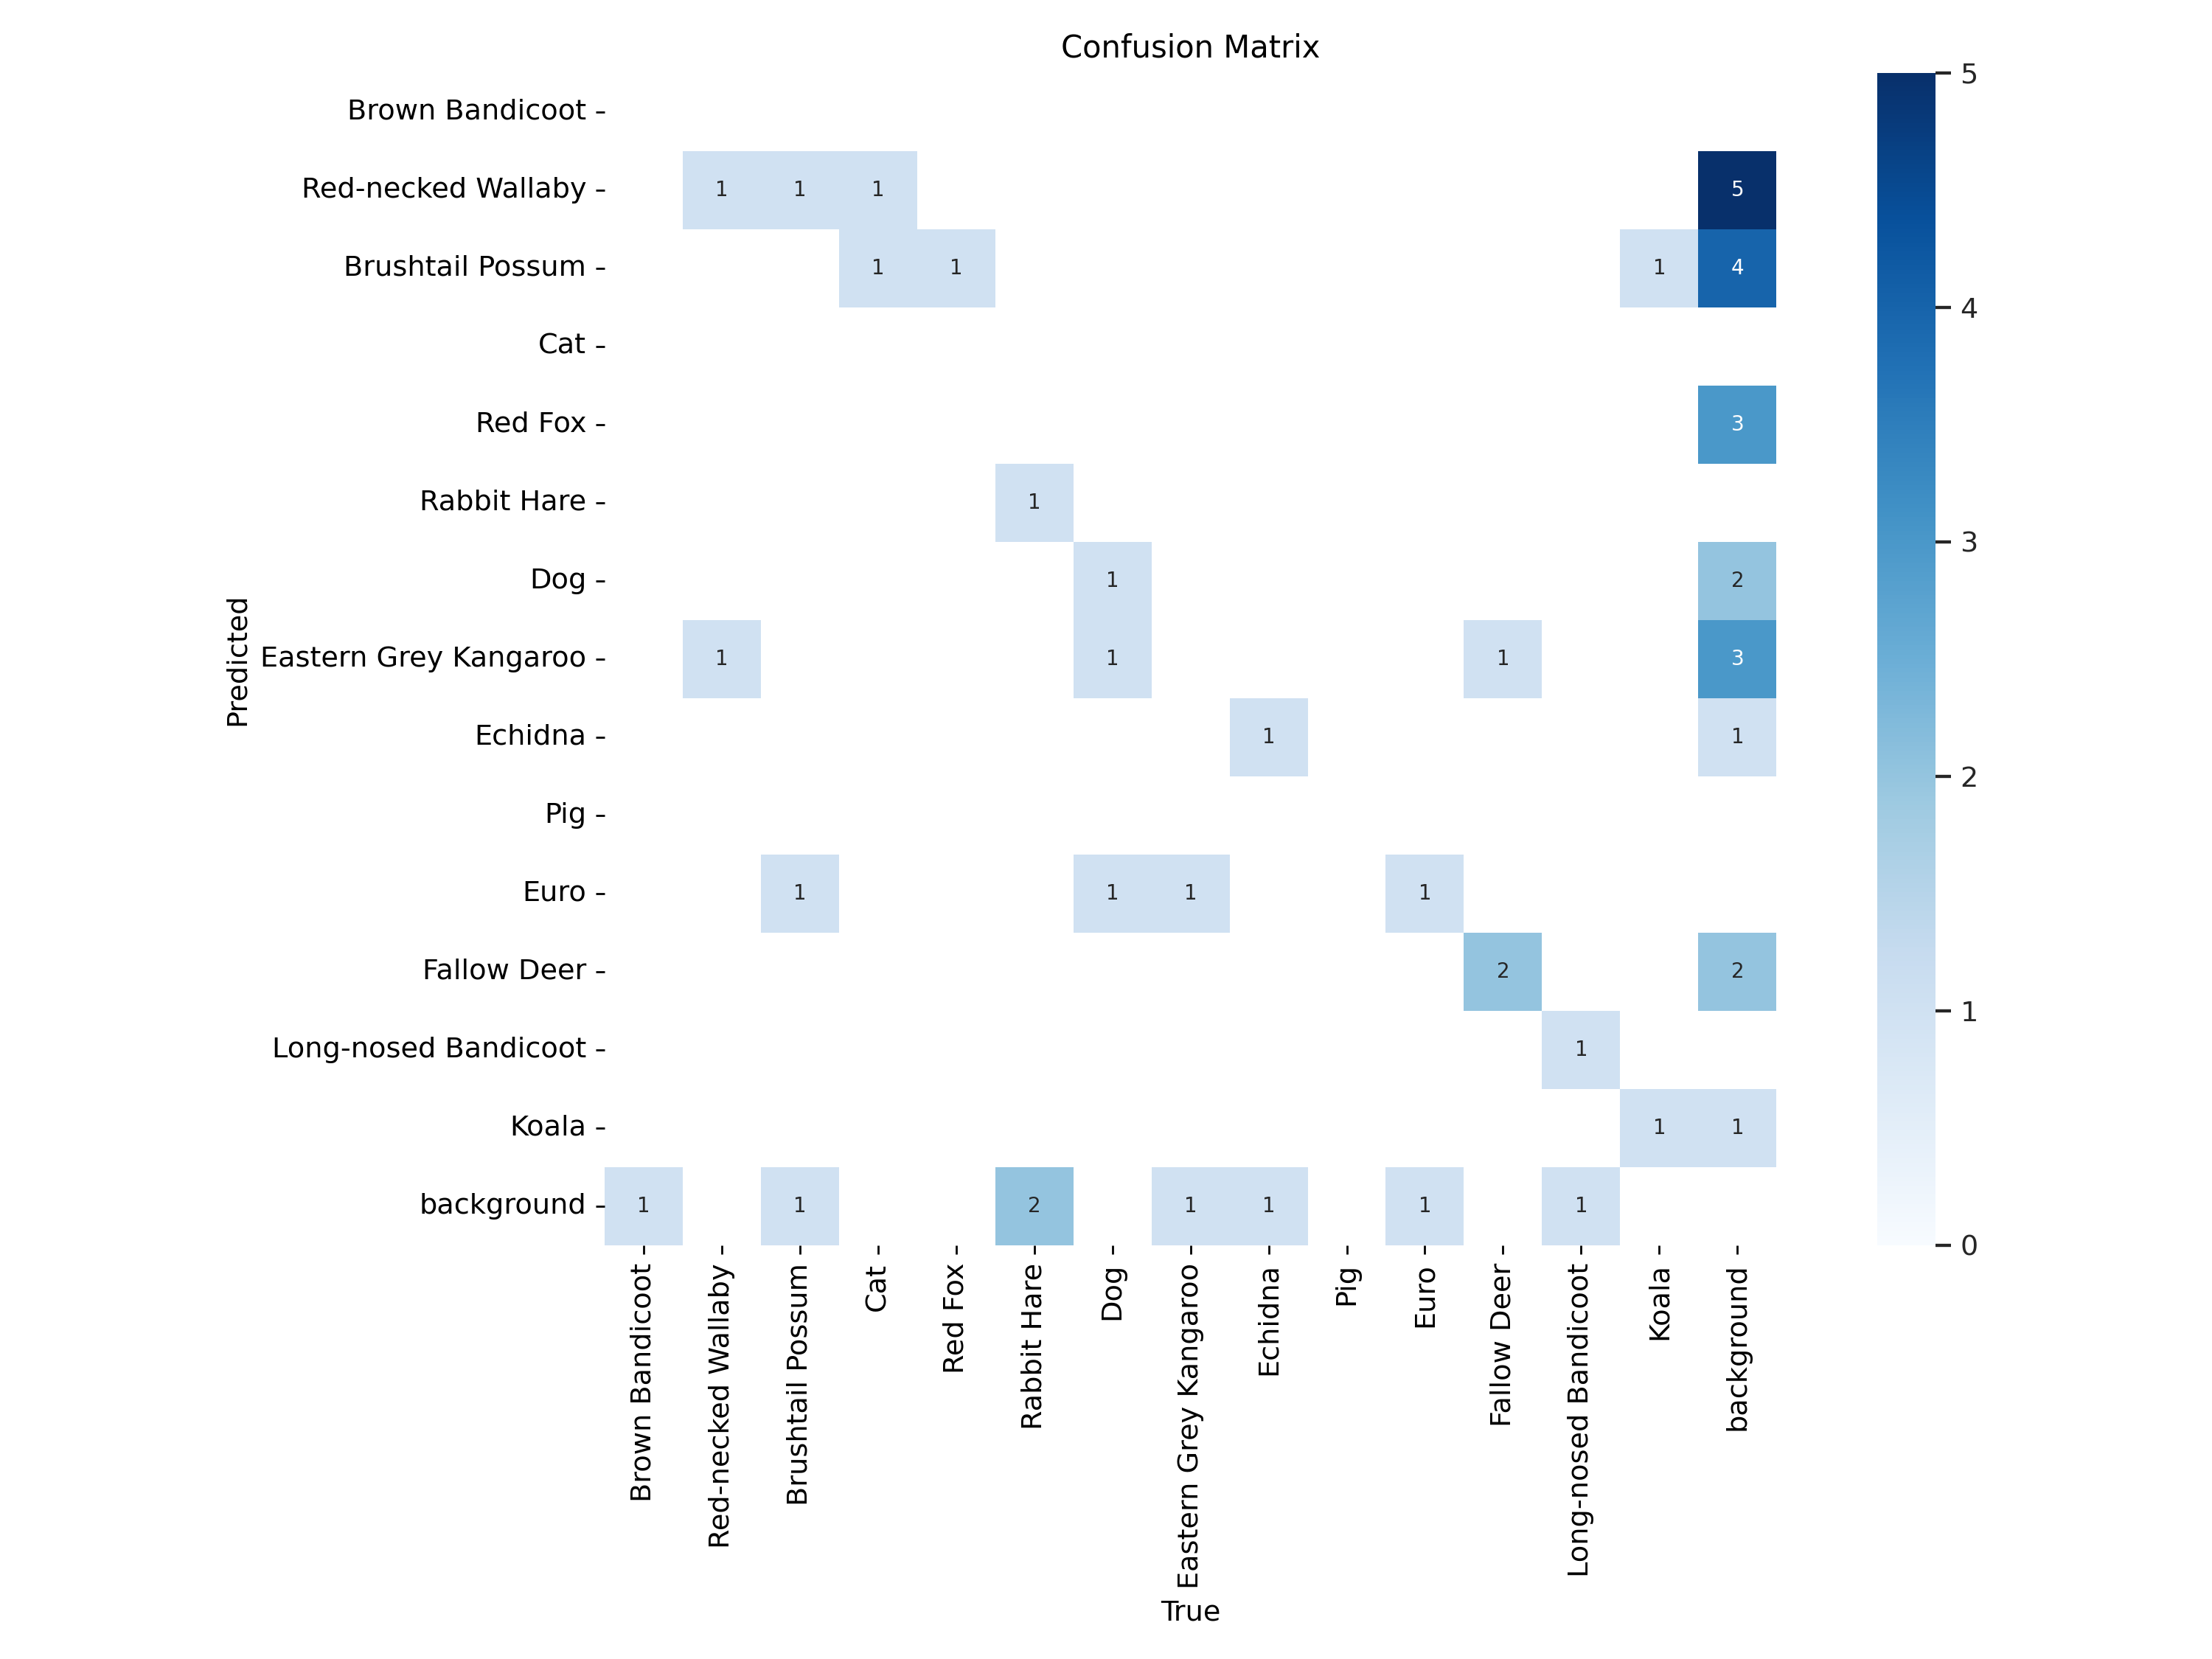 Confusion Matrix
Brown Bandicoot
Red-necked Wallaby 1 1 1 5
Brushtail Possum 1 1 1 4
Cat
Red Fox 3
Rabbit Hare 1
Dog 1 2
Eastern Grey Kangaroo 1 1 1 3
Echidna 1 1
Pig
Euro 1 1 1 1
Fallow Deer 2 2
Long-nosed Bandicoot 1
Koala 1 1
background 1 1 2 1 1 1 1
Predicted
Brown Bandicoot
Red-necked Wallaby
Brushtail Possum
Cat
Red Fox
Rabbit Hare
Dog
Eastern Grey Kangaroo
Echidna
Pig
Euro
Fallow Deer
Long-nosed Bandicoot
Koala
background
True
5
4
3
2
1
0